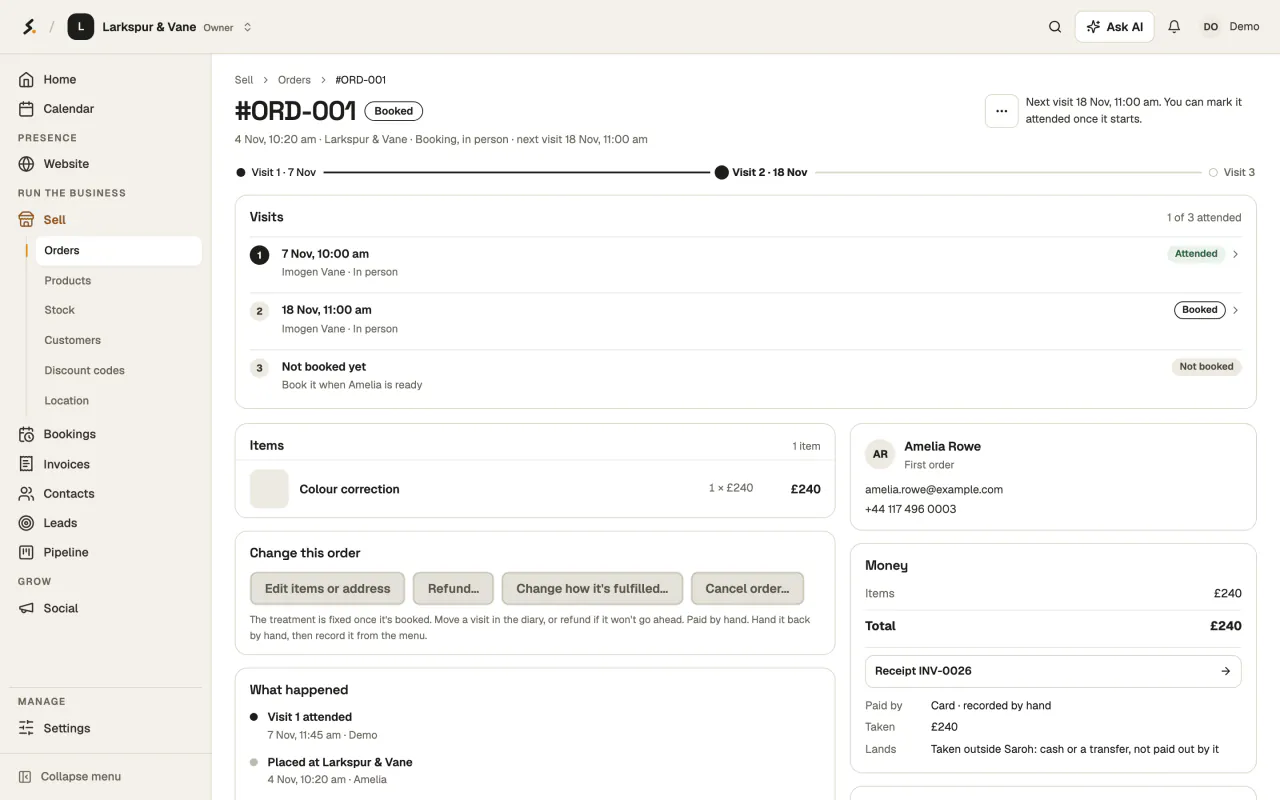 L
Larkspur & Vane Owner
Ask AI
DO
Demo
Home
Calendar
PRESENCE
Website
RUN THE BUSINESS
Sell
Orders
Products
Stock
Customers
Discount codes
Location
Bookings
Invoices
Contacts
Leads
Pipeline
GROW
Social
MANAGE
Settings
Collapse menu
Sell > Orders > #ORD-001
#ORD-001 Booked
4 Nov, 10:20 am · Larkspur & Vane · Booking, in person · next visit 18 Nov, 11:00 am
Next visit 18 Nov, 11:00 am. You can mark it
attended once it starts.
Visit 1 · 7 Nov
Visit 2 · 18 Nov
Visit 3
Visits
1 of 3 attended
1
7 Nov, 10:00 am
Imogen Vane · In person
Attended
2
18 Nov, 11:00 am
Imogen Vane · In person
Booked
3
Not booked yet
Book it when Amelia is ready
Not booked
Items
1 item
Colour correction
1 × £240
£240
Change this order
Edit items or address
Refund...
Change how it's fulfilled...
Cancel order...
The treatment is fixed once it's booked. Move a visit in the diary, or refund if it won't go ahead. Paid by hand. Hand it back
by hand, then record it from the menu.
What happened
Visit 1 attended
7 Nov, 11:45 am · Demo
Placed at Larkspur & Vane
4 Nov, 10:20 am · Amelia
AR
Amelia Rowe
First order
amelia.rowe@example.com
+44 117 496 0003
Money
Items £240
Total £240
Receipt INV-0026
Paid by Card · recorded by hand
Taken £240
Lands Taken outside Saroh: cash or a transfer, not paid out by it